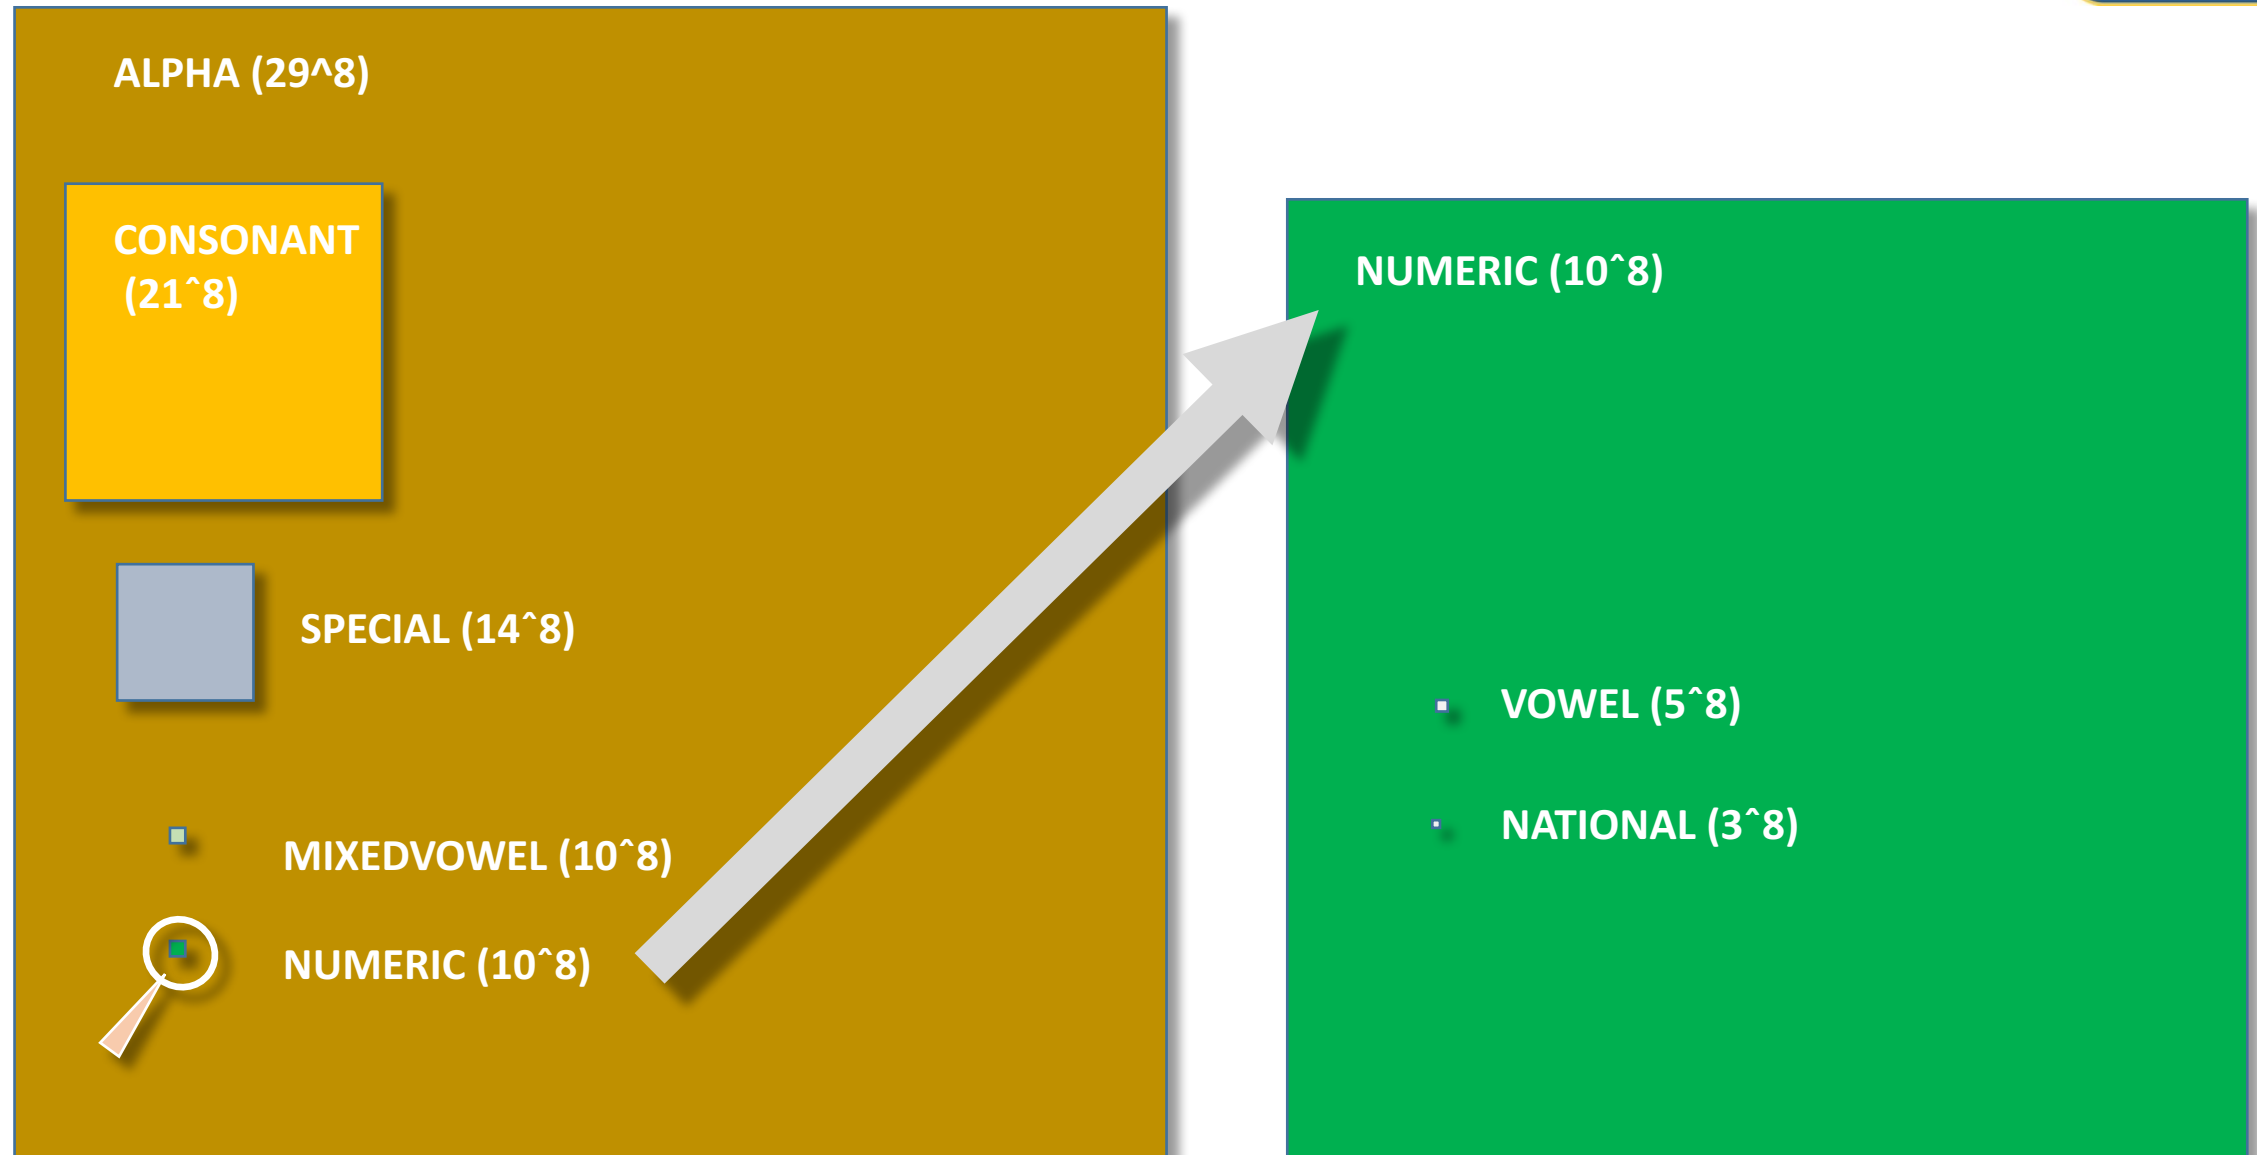 ALPHA (29^8)
CONSONANT
(21ˆ8)
SPECIAL (14ˆ8)
MIXEDVOWEL (10ˆ8)
NUMERIC (10ˆ8)
NUMERIC (10ˆ8)
VOWEL (5ˆ8)
NATIONAL (3ˆ8)